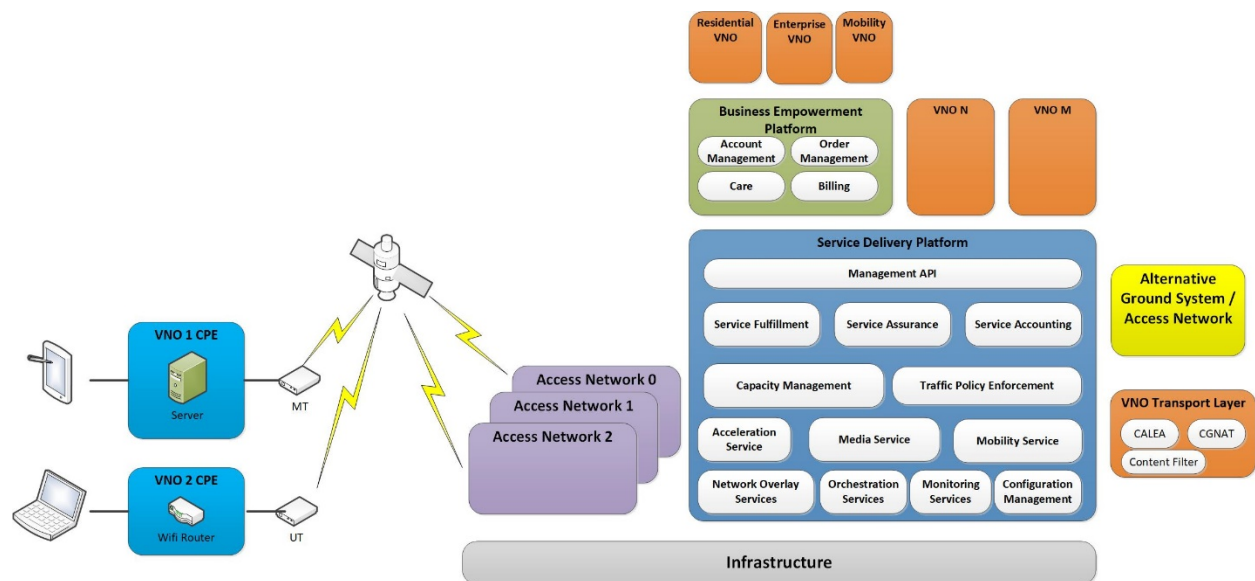 Residential
VNO
Enterprise
VNO
Mobility
VNO
Business Empowerment
Platform
Account
Management
Order
Management
Care
Billing
VNO N
VNO M
Service Delivery Platform
Management API
Service Fulfillment
Service Assurance
Service Accounting
Capacity Management
Traffic Policy Enforcement
Acceleration
Service
Media Service
Mobility Service
Network Overlay
Services
Orchestration
Services
Monitoring
Services
Configuration
Management
Alternative
Ground System /
Access Network
VNO Transport Layer
CALEA
CGNAT
Content Filter
VNO 1 CPE
Server
MT
VNO 2 CPE
Wifi Router
UT
Access Network 0
Access Network 1
Access Network 2
Infrastructure